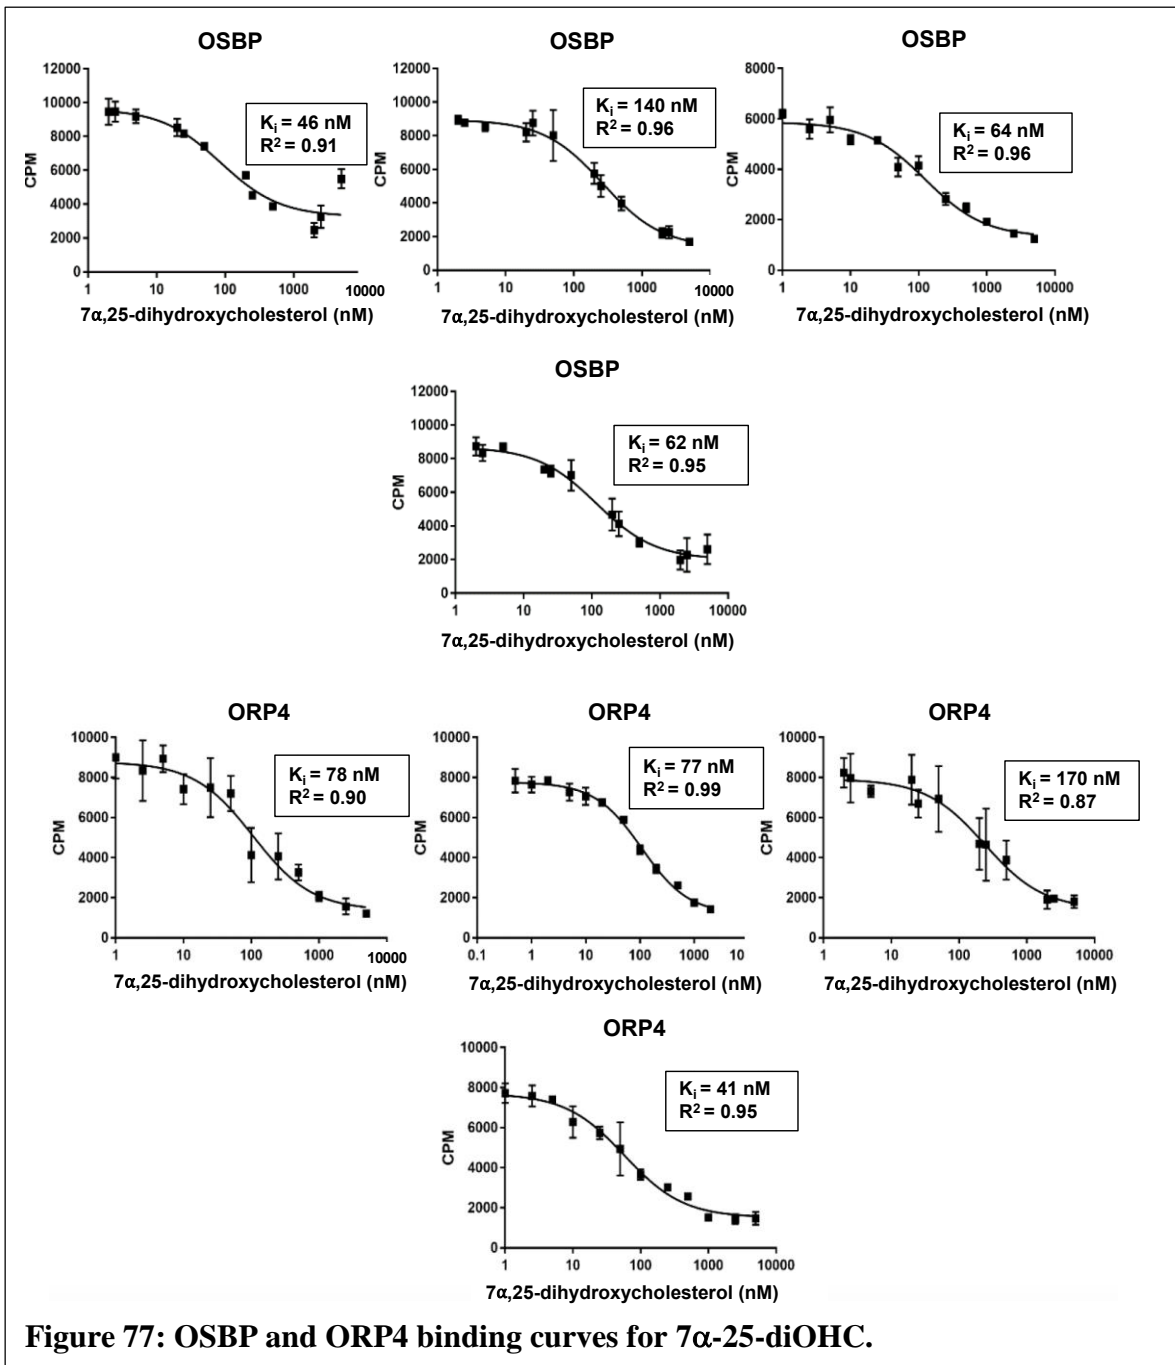 OSBP
12000
10000
8000
6000
4000
2000
0
CPM
Ki = 46 nM
R2 = 0.91
1 10 100 1000 10000
7α,25-dihydroxycholesterol (nM)
OSBP
12000
10000
8000
6000
4000
2000
0
CPM
Ki = 140 nM
R2 = 0.96
1 10 100 1000 10000
7α,25-dihydroxycholesterol (nM)
OSBP
8000
6000
4000
2000
0
CPM
Ki = 64 nM
R2 = 0.96
1 10 100 1000 10000
7α,25-dihydroxycholesterol (nM)
OSBP
12000
10000
8000
6000
4000
2000
0
CPM
Ki = 62 nM
R2 = 0.95
1 10 100 1000 10000
7α,25-dihydroxycholesterol (nM)
ORP4
10000
8000
6000
4000
2000
0
CPM
Ki = 78 nM
R2 = 0.90
1 10 100 1000 10000
7α,25-dihydroxycholesterol (nM)
ORP4
10000
8000
6000
4000
2000
0
CPM
Ki = 77 nM
R2 = 0.99
0.1 1 10 100 1000 10
7α,25-dihydroxycholesterol (nM)
ORP4
10000
8000
6000
4000
2000
0
CPM
Ki = 170 nM
R2 = 0.87
1 10 100 1000 10000
7α,25-dihydroxycholesterol (nM)
ORP4
10000
8000
6000
4000
2000
0
CPM
Ki = 41 nM
R2 = 0.95
1 10 100 1000 10000
7α,25-dihydroxycholesterol (nM)
Figure 77: OSBP and ORP4 binding curves for 7α-25-diOHC.